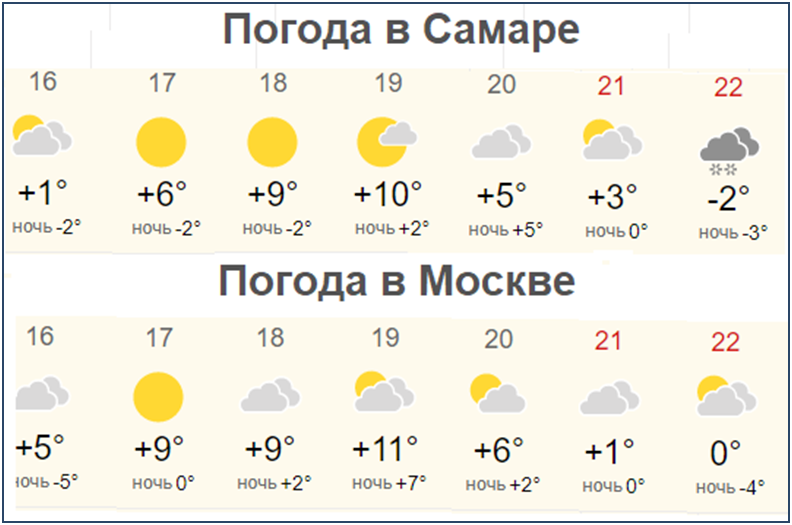 Погода в Самаре
16 17 18 19 20 21 22
+1° +6° +9° +10° +5° +3° -2°
ночь -2° ночь -2° ночь -2° ночь +2° ночь +5° ночь 0° ночь -3°
Погода в Москве
16 17 18 19 20 21 22
+5° +9° +9° +11° +6° +1° 0°
ночь -5° ночь 0° ночь +2° ночь +7° ночь +2° ночь 0° ночь -4°